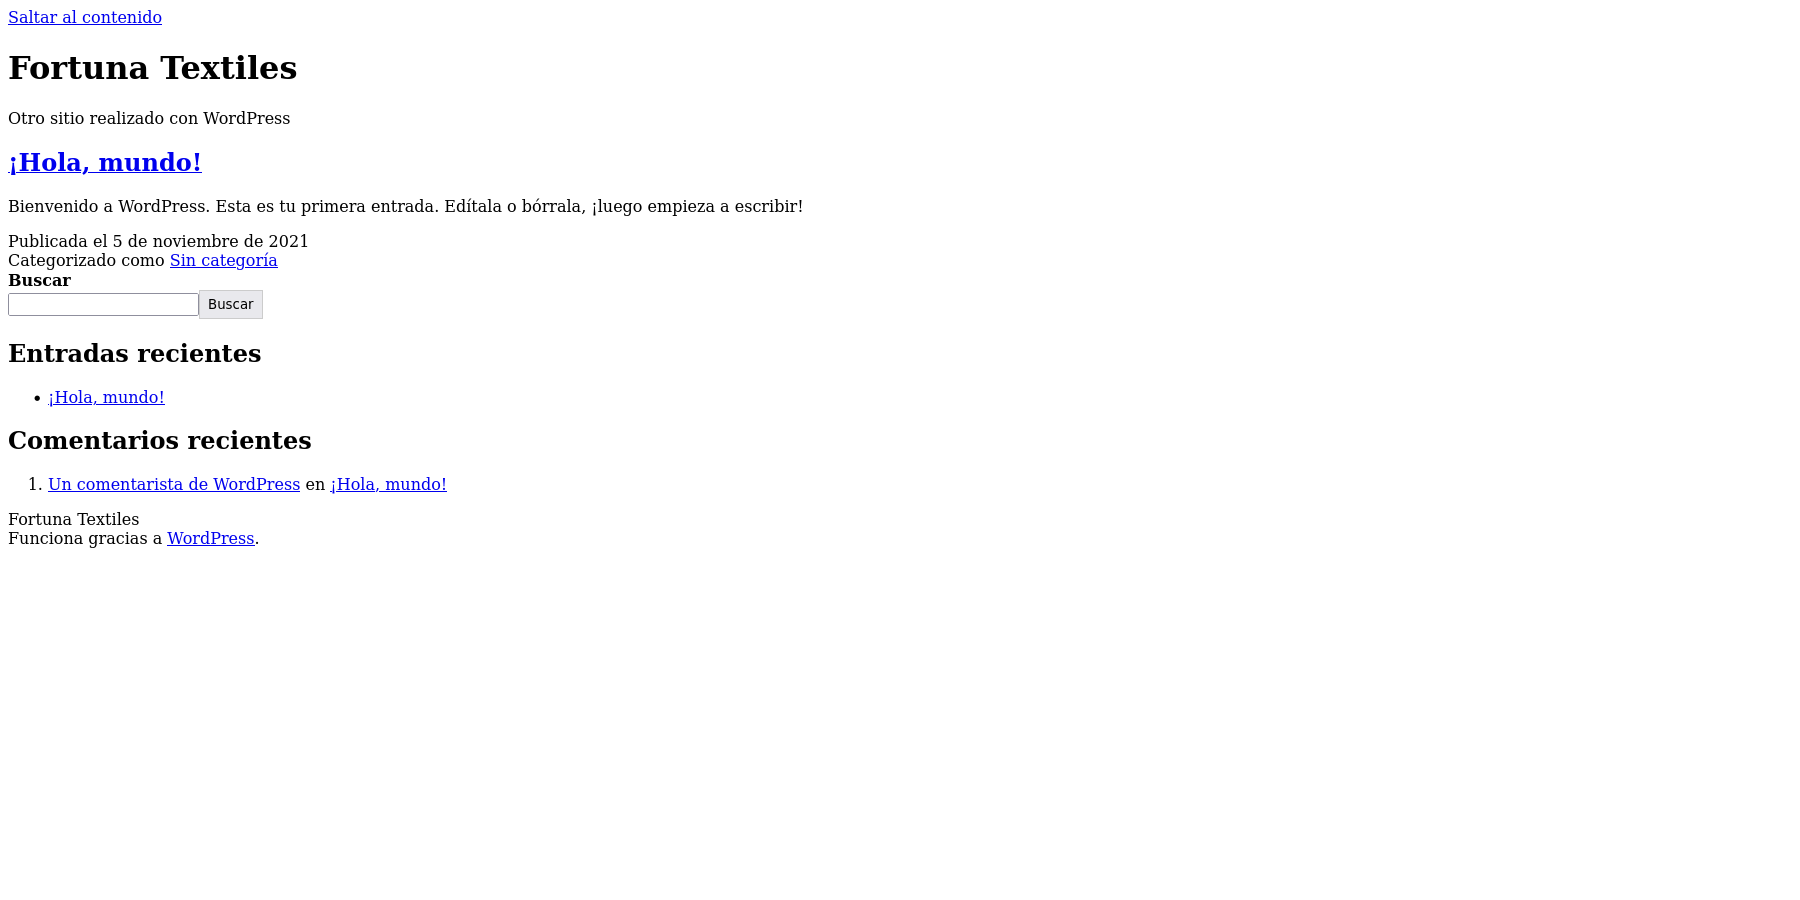 Saltar al contenido
Fortuna Textiles
Otro sitio realizado con WordPress
¡Hola, mundo!
Bienvenido a WordPress. Esta es tu primera entrada. Edítala o bórrala, ¡luego empieza a escribir!
Publicada el 5 de noviembre de 2021
Categorizado como Sin categoría
Buscar
Buscar
Entradas recientes
¡Hola, mundo!
Comentarios recientes
1. Un comentarista de WordPress en ¡Hola, mundo!
Fortuna Textiles
Funciona gracias a WordPress.